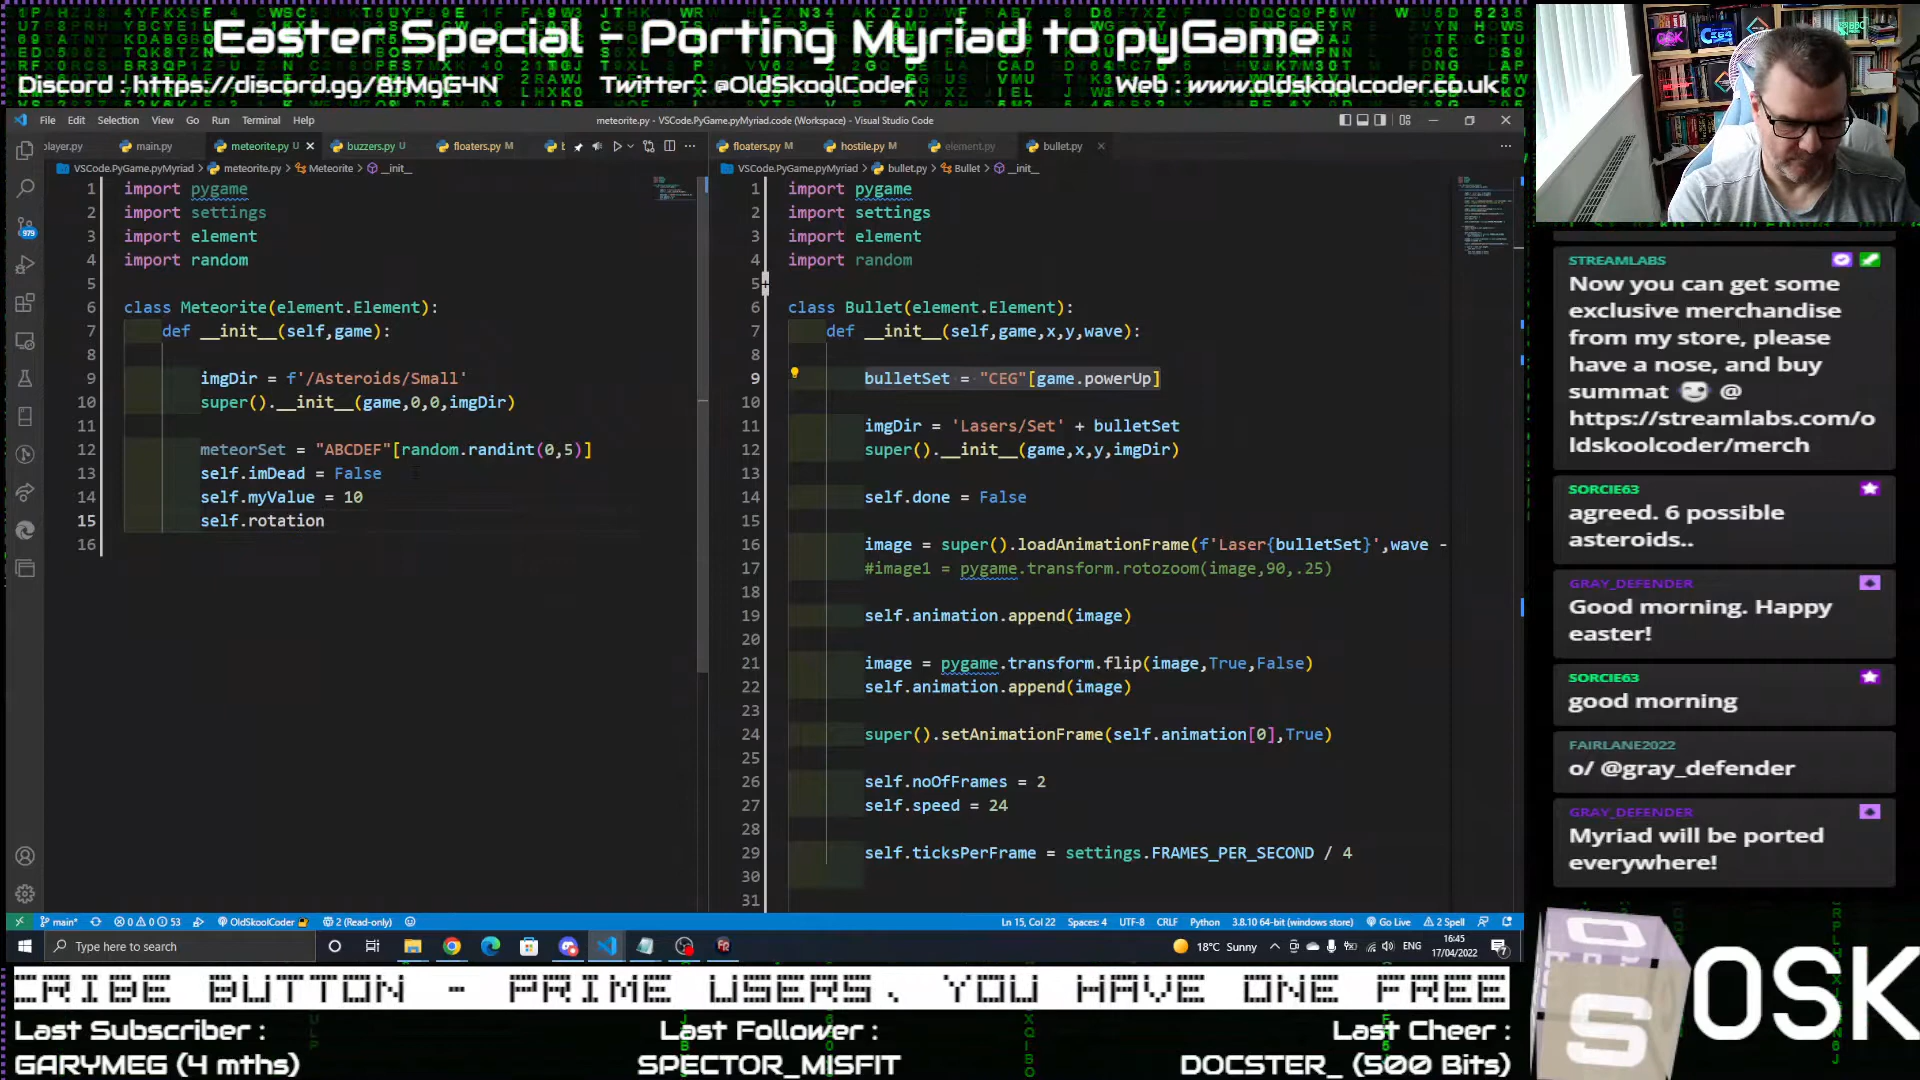 Easter Special - Porting Myriad to pyGame
Discord : https://discord.gg/8tMgG4N
Twitter : @OldSkoolCoder
Web : www.oldskoolcoder.co.uk
File Edit Selection View Go Run Terminal Help
meteorite.py - VSCode.PyGame.pyMyriad.code (Workspace) - Visual Studio Code
player.py main.py meteorite.py U buzzers.py U floaters.py M
floaters.py M hostile.py M element.py bullet.py
VSCode.PyGame.pyMyriad > meteorite.py > Meteorite > __init__
VSCode.PyGame.pyMyriad > bullet.py > Bullet > __init__
1 import pygame
2 import settings
3 import element
4 import random
5
6 class Meteorite(element.Element):
7 def __init__(self,game):
8
9 imgDir = f'/Asteroids/Small'
10 super().__init__(game,0,0,imgDir)
11
12 meteorSet = "ABCDEF"[random.randint(0,5)]
13 self.imDead = False
14 self.myValue = 10
15 self.rotation
16
1 import pygame
2 import settings
3 import element
4 import random
5
6 class Bullet(element.Element):
7 def __init__(self,game,x,y,wave):
8
9 bulletSet = "CEG"[game.powerUp]
10
11 imgDir = 'Lasers/Set' + bulletSet
12 super().__init__(game,x,y,imgDir)
13
14 self.done = False
15
16 image = super().loadAnimationFrame(f'Laser{bulletSet}',wave -
17 #image1 = pygame.transform.rotozoom(image,90,.25)
18
19 self.animation.append(image)
20
21 image = pygame.transform.flip(image,True,False)
22 self.animation.append(image)
23
24 super().setAnimationFrame(self.animation[0],True)
25
26 self.noOfFrames = 2
27 self.speed = 24
28
29 self.ticksPerFrame = settings.FRAMES_PER_SECOND / 4
30
31
979
main* 0 0 53 OldSkoolCoder 2 (Read-only)
Ln 15, Col 22 Spaces: 4 UTF-8 CRLF Python 3.8.10 64-bit (windows store) Go Live 2 Spell
Type here to search
18°C Sunny
ENG
16:45
17/04/2022
STREAMLABS
Now you can get some
exclusive merchandise
from my store, please
have a nose, and buy
summat @
https://streamlabs.com/o
ldskoolcoder/merch
SORCIE63
agreed. 6 possible
asteroids..
GRAY_DEFENDER
Good morning. Happy
easter!
SORCIE63
good morning
FAIRLANE2022
o/ @gray_defender
GRAY_DEFENDER
Myriad will be ported
everywhere!
CRIBE BUTTON - PRIME USERS, YOU HAVE ONE FREE
Last Subscriber :
GARYMEG (4 mths)
Last Follower :
SPECTOR_MISFIT
Last Cheer :
DOCSTER_ (500 Bits)
OSK